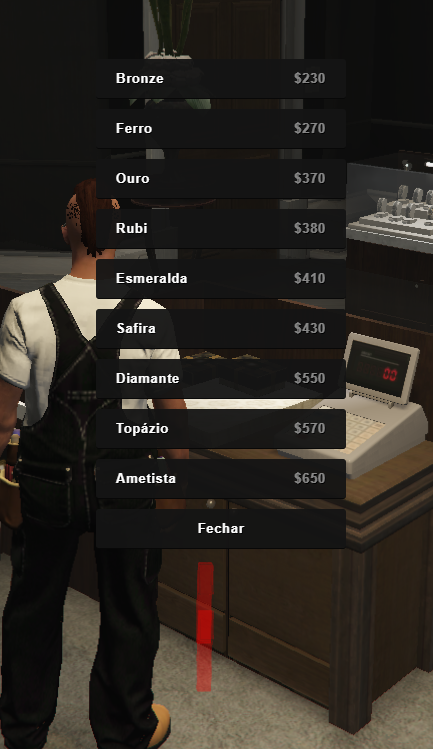 Bronze $230
Ferro $270
Ouro $370
Rubi $380
Esmeralda $410
Safira $430
Diamante $550
Topázio $570
Ametista $650
Fechar
00